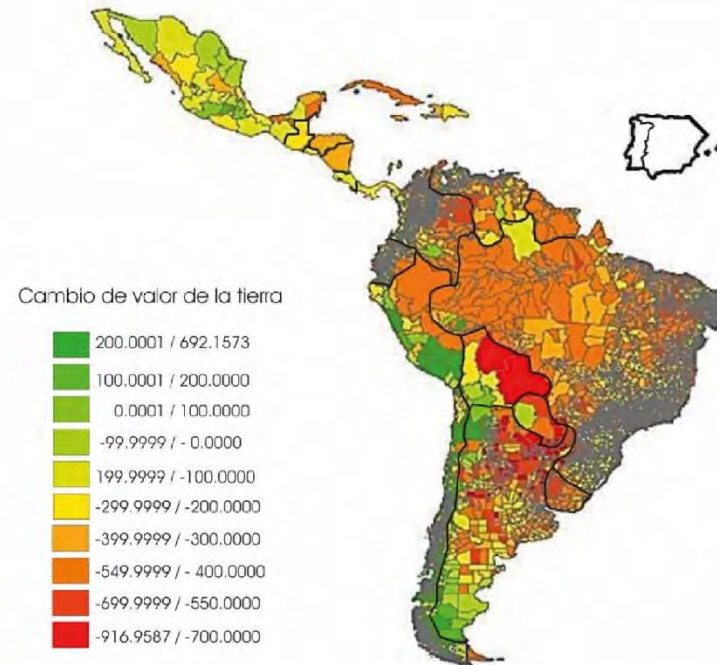 Cambio de valor de la tierra
200.0001 / 692.1573
100.0001 / 200.0000
0.0001 / 100.0000
-99.9999 / - 0.0000
199.9999 / -100.0000
-299.9999 / -200.0000
-399.9999 / -300.0000
-549.9999 / - 400.0000
-699.9999 / -550.0000
-916.9587 / -700.0000